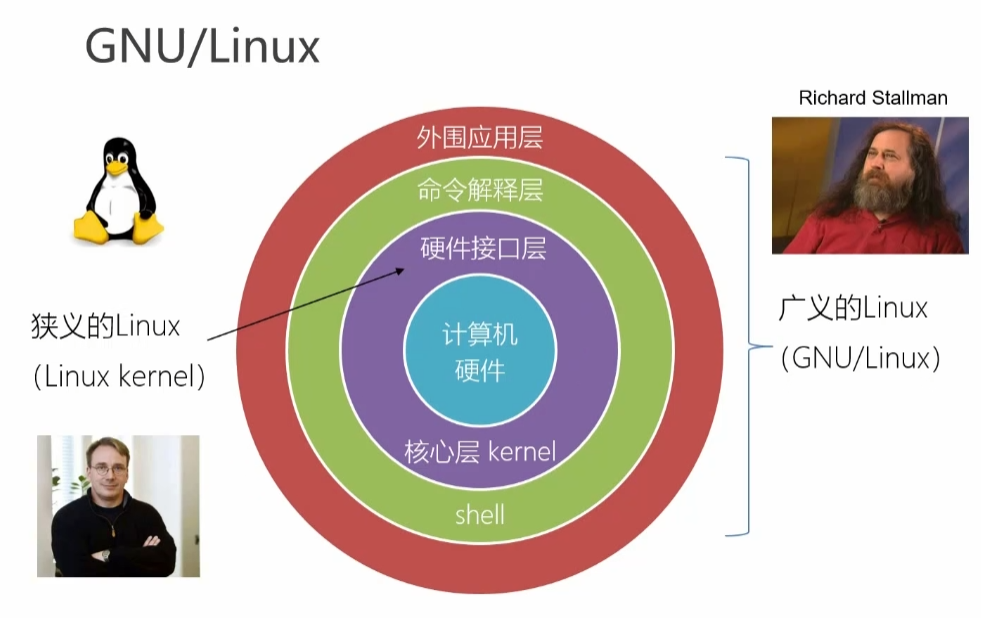 GNU/Linux
Richard Stallman
外围应用层
命令解释层
硬件接口层
计算机
硬件
核心层 kernel
shell
狭义的Linux
(Linux kernel)
广义的Linux
(GNU/Linux)